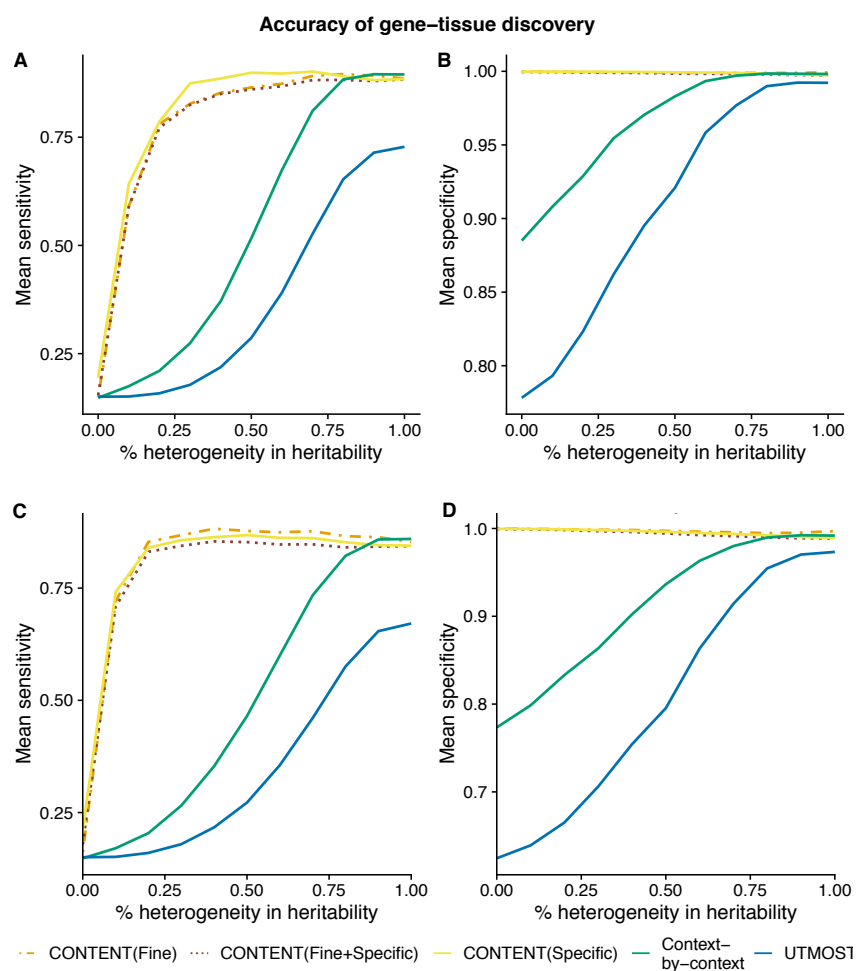 Accuracy of gene−tissue discovery
A
Mean sensitivity
0.75
0.50
0.25
0.00 0.25 0.50 0.75 1.00
% heterogeneity in heritability
B
Mean specificity
1.00
0.95
0.90
0.85
0.80
0.00 0.25 0.50 0.75 1.00
% heterogeneity in heritability
C
Mean sensitivity
0.75
0.50
0.25
0.00 0.25 0.50 0.75 1.00
% heterogeneity in heritability
D
Mean specificity
1.0
0.9
0.8
0.7
0.00 0.25 0.50 0.75 1.00
% heterogeneity in heritability
CONTENT(Fine) CONTENT(Fine+Specific) CONTENT(Specific) Context−
by−context UTMOST